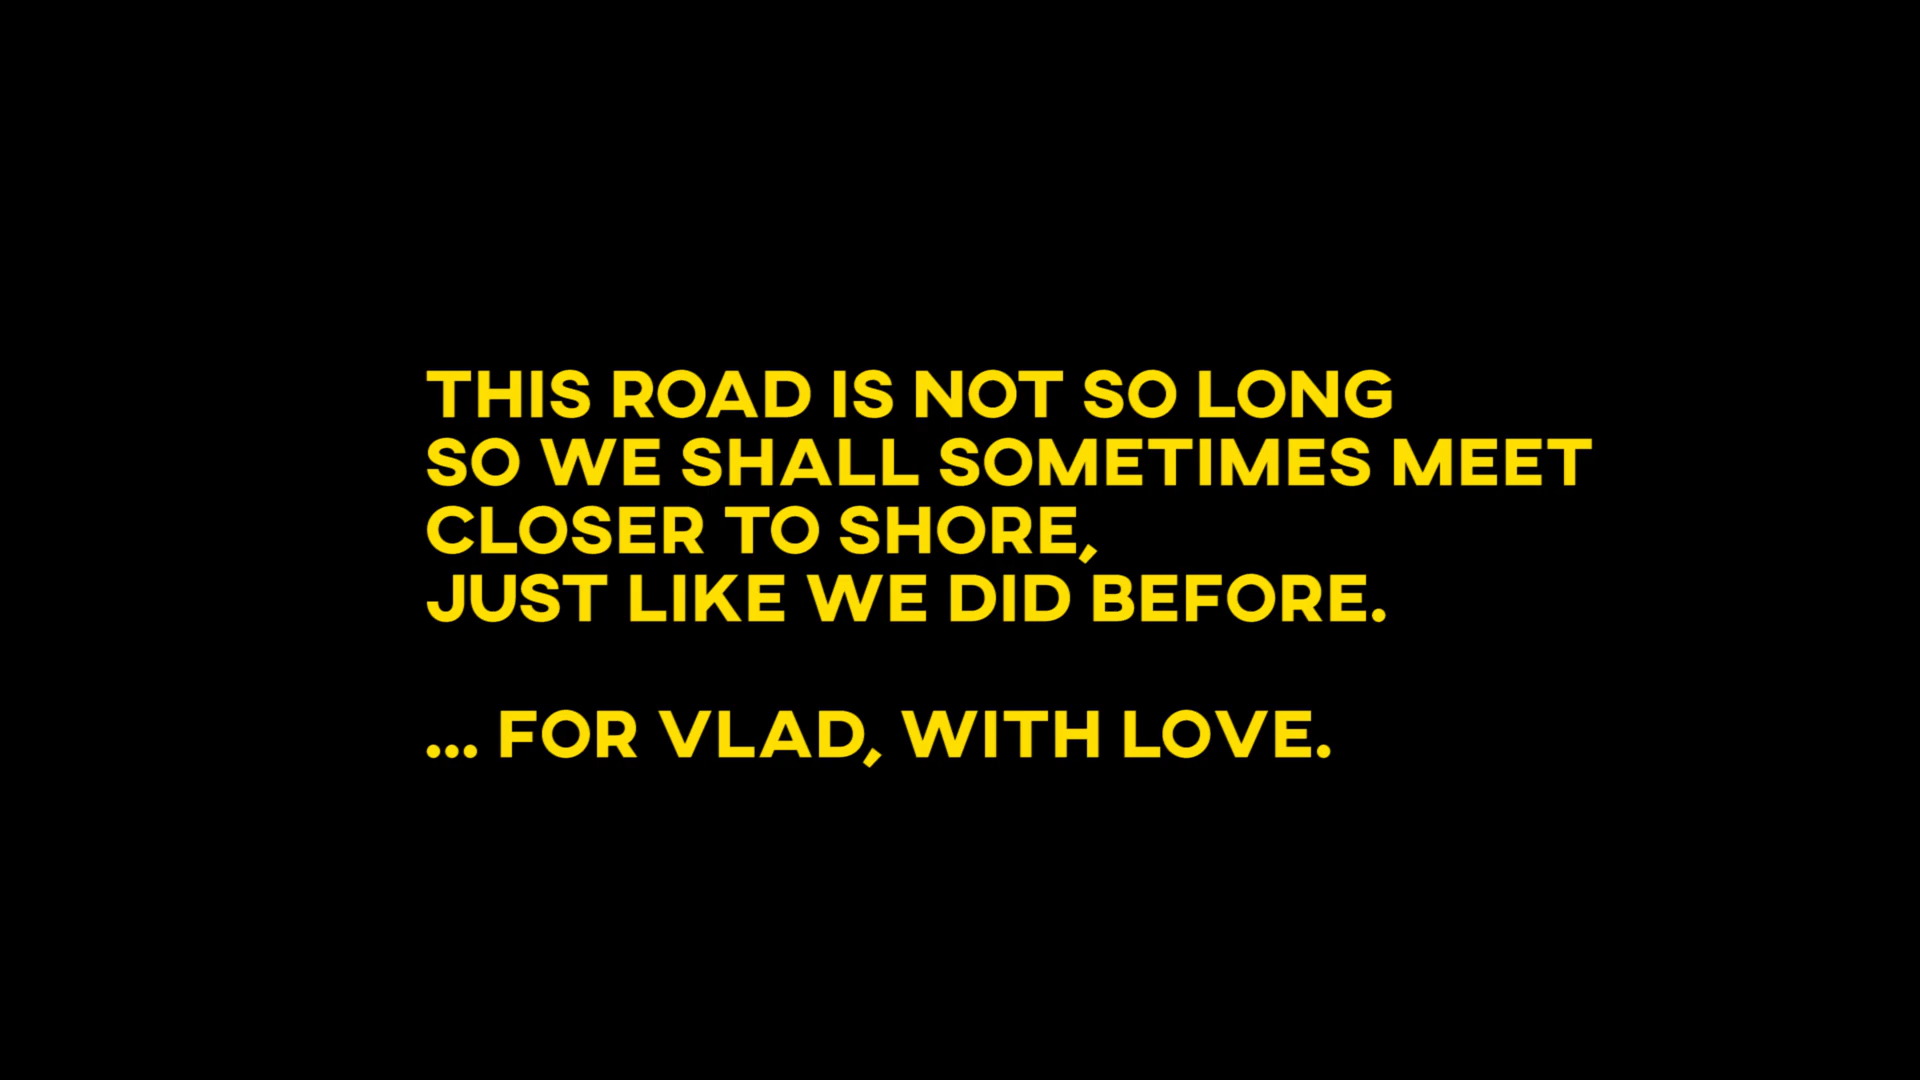 THIS ROAD IS NOT SO LONG
SO WE SHALL SOMETIMES MEET
CLOSER TO SHORE,
JUST LIKE WE DID BEFORE.
... FOR VLAD, WITH LOVE.